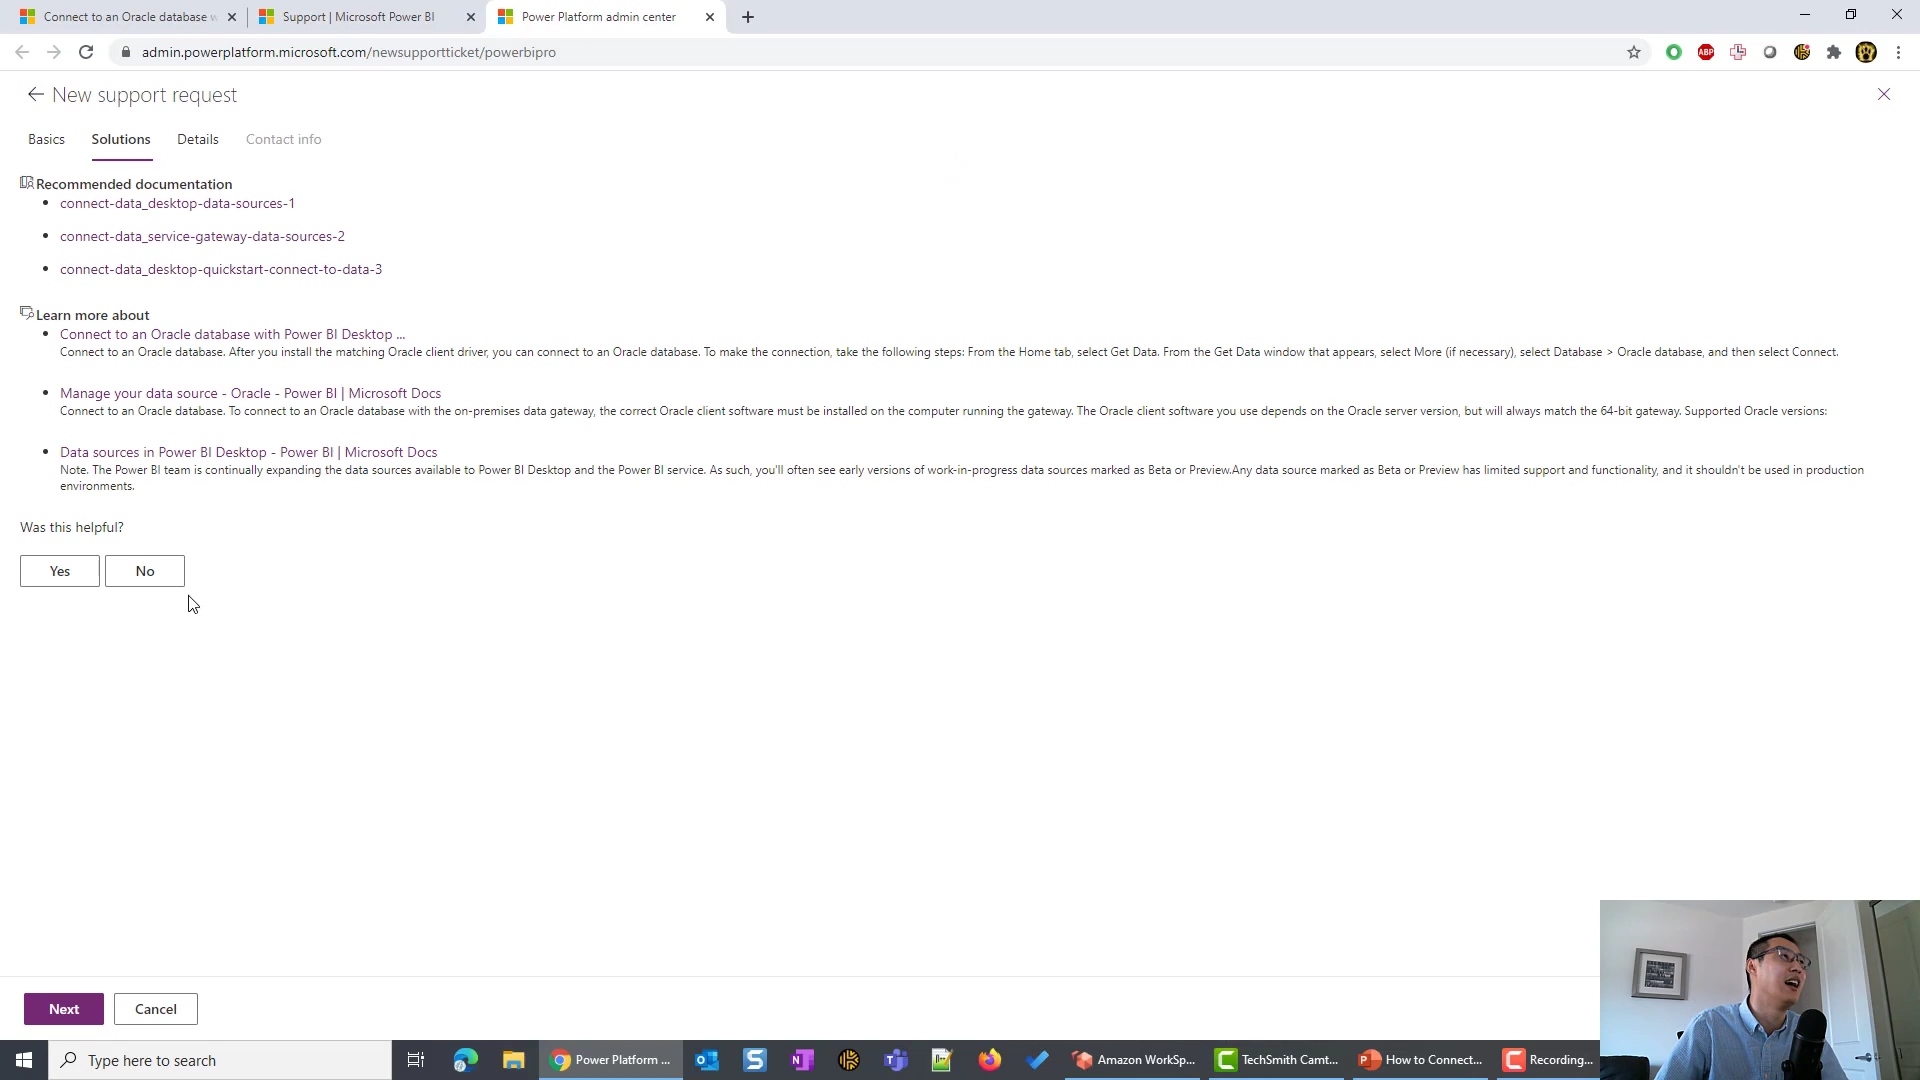 Connect to an Oracle database w
Support | Microsoft Power BI
Power Platform admin center
admin.powerplatform.microsoft.com/newsupportticket/powerbipro
ABP
New support request
Basics
Solutions
Details
Contact info
Recommended documentation
connect-data_desktop-data-sources-1
connect-data_service-gateway-data-sources-2
connect-data_desktop-quickstart-connect-to-data-3
Learn more about
Connect to an Oracle database with Power BI Desktop ...
Connect to an Oracle database. After you install the matching Oracle client driver, you can connect to an Oracle database. To make the connection, take the following steps: From the Home tab, select Get Data. From the Get Data window that appears, select More (if necessary), select Database > Oracle database, and then select Connect.
Manage your data source - Oracle - Power BI | Microsoft Docs
Connect to an Oracle database. To connect to an Oracle database with the on-premises data gateway, the correct Oracle client software must be installed on the computer running the gateway. The Oracle client software you use depends on the Oracle server version, but will always match the 64-bit gateway. Supported Oracle versions:
Data sources in Power BI Desktop - Power BI | Microsoft Docs
Note. The Power BI team is continually expanding the data sources available to Power BI Desktop and the Power BI service. As such, you'll often see early versions of work-in-progress data sources marked as Beta or Preview.Any data source marked as Beta or Preview has limited support and functionality, and it shouldn't be used in production
environments.
Was this helpful?
Yes
No
Next
Cancel
Type here to search
Power Platform ...
Amazon WorkSp...
TechSmith Camt...
How to Connect...
Recording...